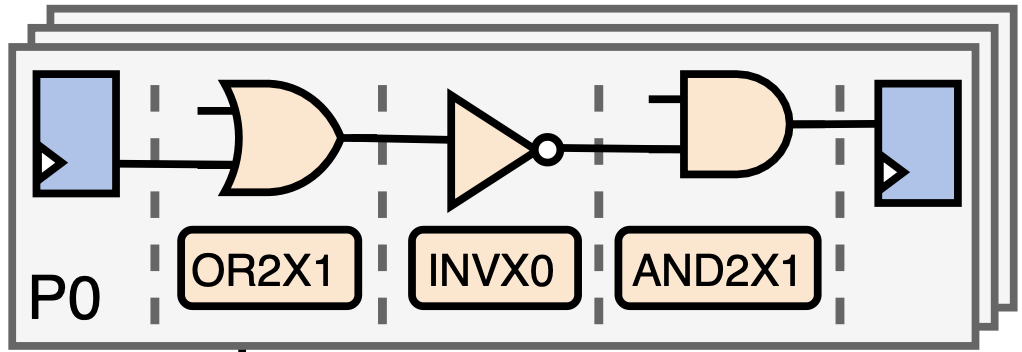 OR2X1
INVX0
AND2X1
P0